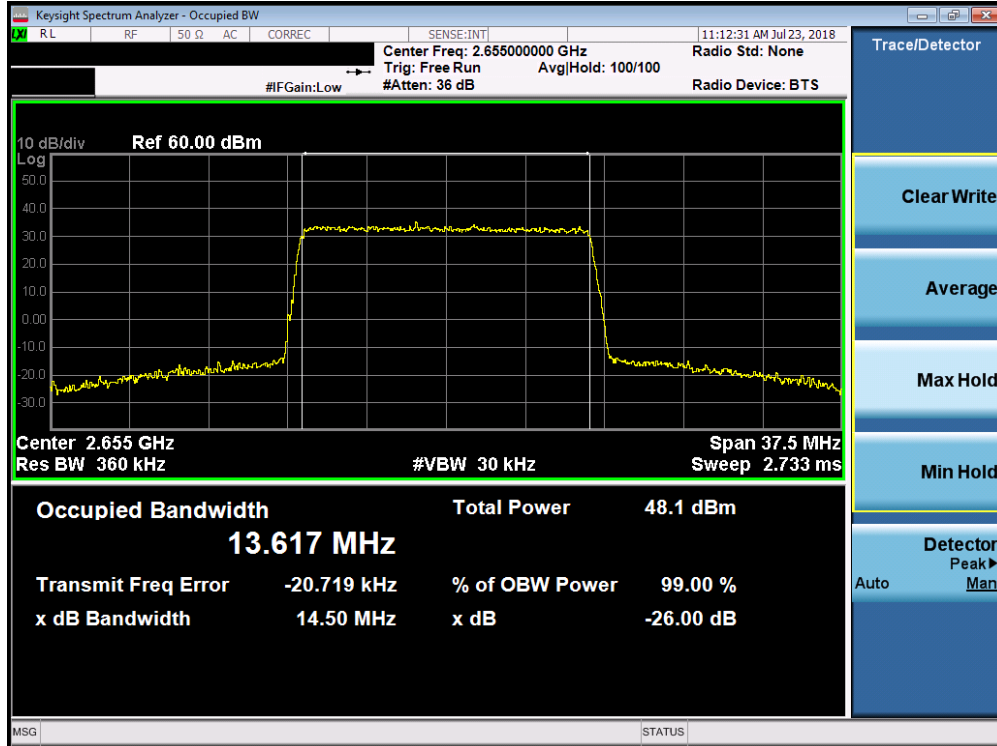 Keysight Spectrum Analyzer - Occupied BW
LXI RL RF 50 Ω AC CORREC SENSE:INT 11:12:31 AM Jul 23, 2018
Center Freq: 2.655000000 GHz Radio Std: None
Trig: Free Run Avg|Hold: 100/100
#IFGain:Low #Atten: 36 dB Radio Device: BTS
10 dB/div Ref 60.00 dBm
Log
50.0
40.0
30.0
20.0
10.0
0.00
-10.0
-20.0
-30.0
Center 2.655 GHz Span 37.5 MHz
Res BW 360 kHz #VBW 30 kHz Sweep 2.733 ms
Occupied Bandwidth Total Power 48.1 dBm
13.617 MHz
Transmit Freq Error -20.719 kHz % of OBW Power 99.00 %
x dB Bandwidth 14.50 MHz x dB -26.00 dB
MSG STATUS
Trace/Detector
Clear Write
Average
Max Hold
Min Hold
Detector
Peak▶
Auto Man